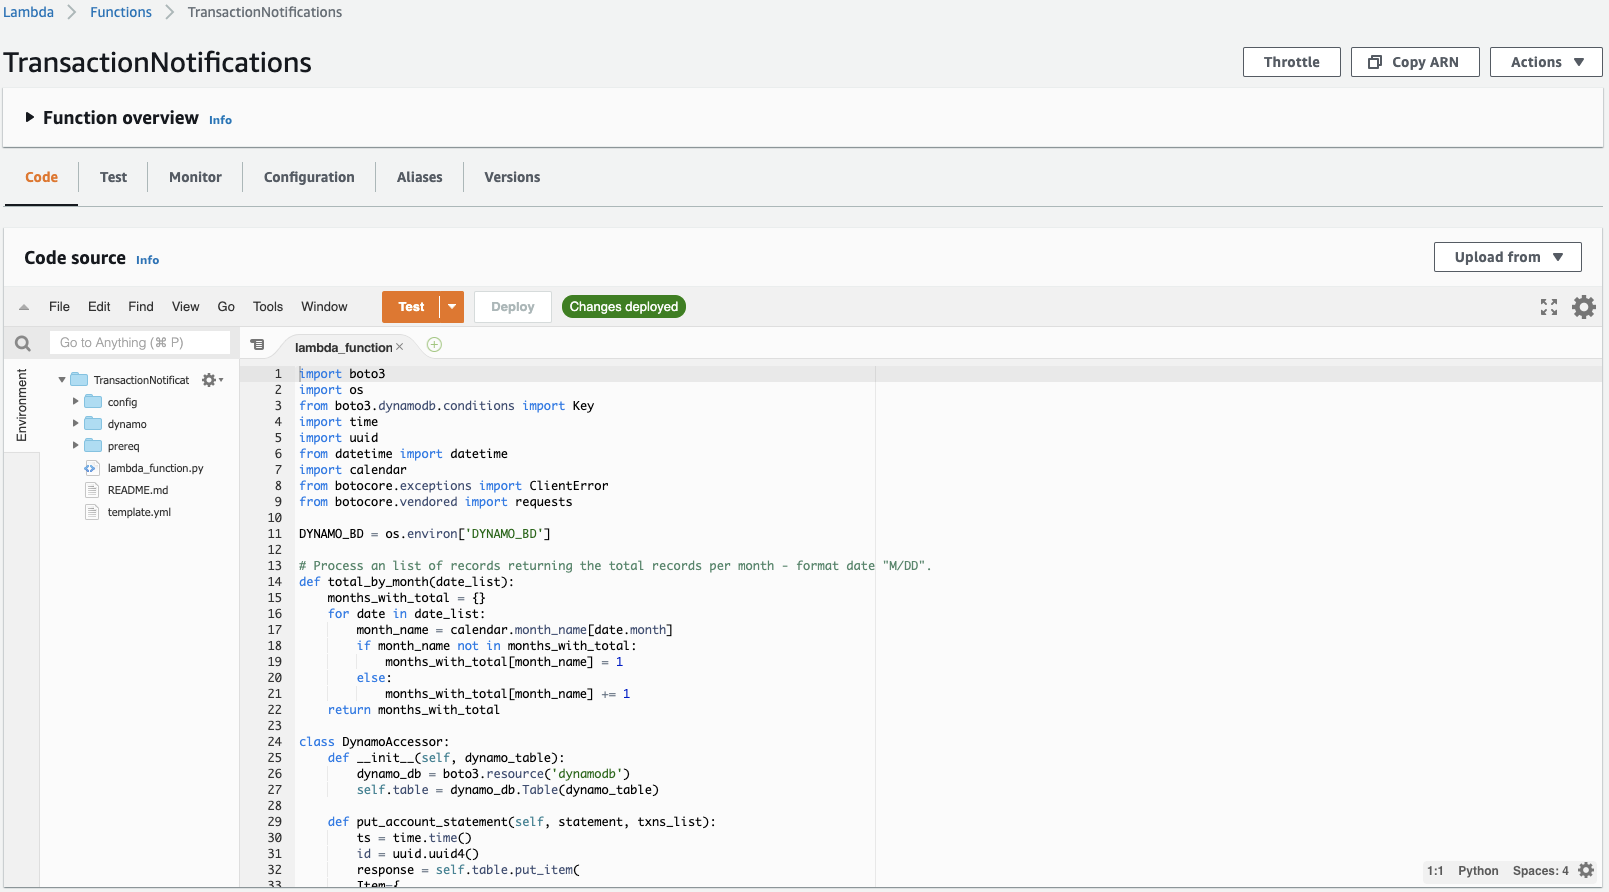 Lambda > Functions > TransactionNotifications
TransactionNotifications
Throttle
Copy ARN
Actions ▼
Function overview Info
Code
Test
Monitor
Configuration
Aliases
Versions
Code source Info
Upload from ▼
File Edit Find View Go Tools Window
Test
Deploy
Changes deployed
Go to Anything (⌘ P)
lambda_function ×
Environment
TransactionNotificat
config
dynamo
prereq
lambda_function.py
README.md
template.yml
1 import boto3
2 import os
3 from boto3.dynamodb.conditions import Key
4 import time
5 import uuid
6 from datetime import datetime
7 import calendar
8 from botocore.exceptions import ClientError
9 from botocore.vendored import requests
10
11 DYNAMO_BD = os.environ['DYNAMO_BD']
12
13 # Process an list of records returning the total records per month - format date "M/DD".
14 def total_by_month(date_list):
15     months_with_total = {}
16     for date in date_list:
17         month_name = calendar.month_name[date.month]
18         if month_name not in months_with_total:
19             months_with_total[month_name] = 1
20         else:
21             months_with_total[month_name] += 1
22     return months_with_total
23
24 class DynamoAccessor:
25     def __init__(self, dynamo_table):
26         dynamo_db = boto3.resource('dynamodb')
27         self.table = dynamo_db.Table(dynamo_table)
28
29     def put_account_statement(self, statement, txns_list):
30         ts = time.time()
31         id = uuid.uuid4()
32         response = self.table.put_item(
33         Item={
1:1 Python Spaces: 4